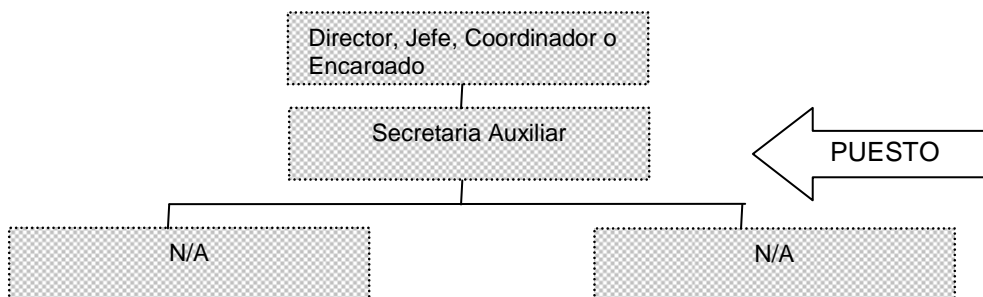 Director, Jefe, Coordinador o
Encargado
Secretaria Auxiliar
PUESTO
N/A
N/A